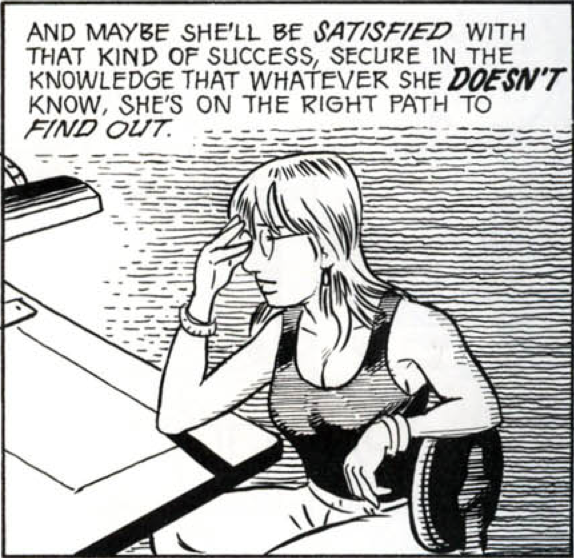 AND MAYBE SHE'LL BE SATISFIED WITH
THAT KIND OF SUCCESS, SECURE IN THE
KNOWLEDGE THAT WHATEVER SHE DOESN'T
KNOW, SHE'S ON THE RIGHT PATH TO
FIND OUT.